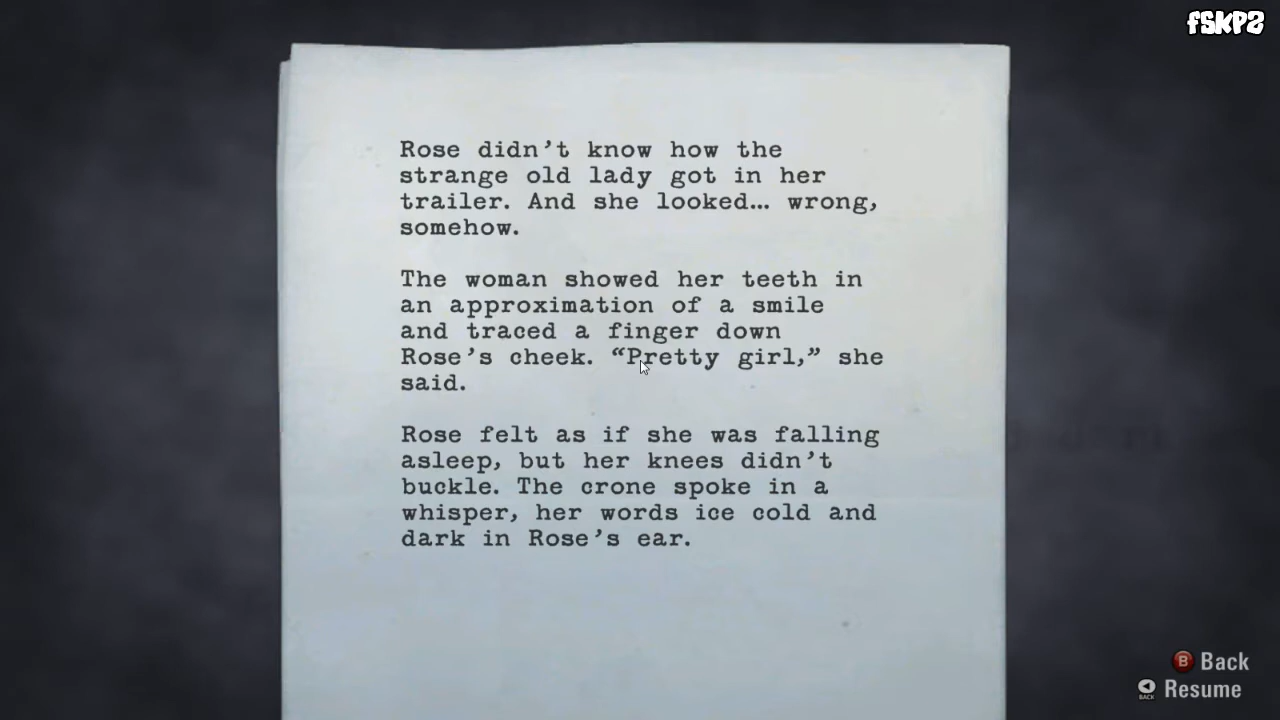 fSKPZ
Rose didn’t know how the
strange old lady got in her
trailer. And she looked… wrong,
somehow.
The woman showed her teeth in
an approximation of a smile
and traced a finger down
Rose’s cheek. “Pretty girl,” she
said.
Rose felt as if she was falling
asleep, but her knees didn’t
buckle. The crone spoke in a
whisper, her words ice cold and
dark in Rose’s ear.
B Back
BACK Resume